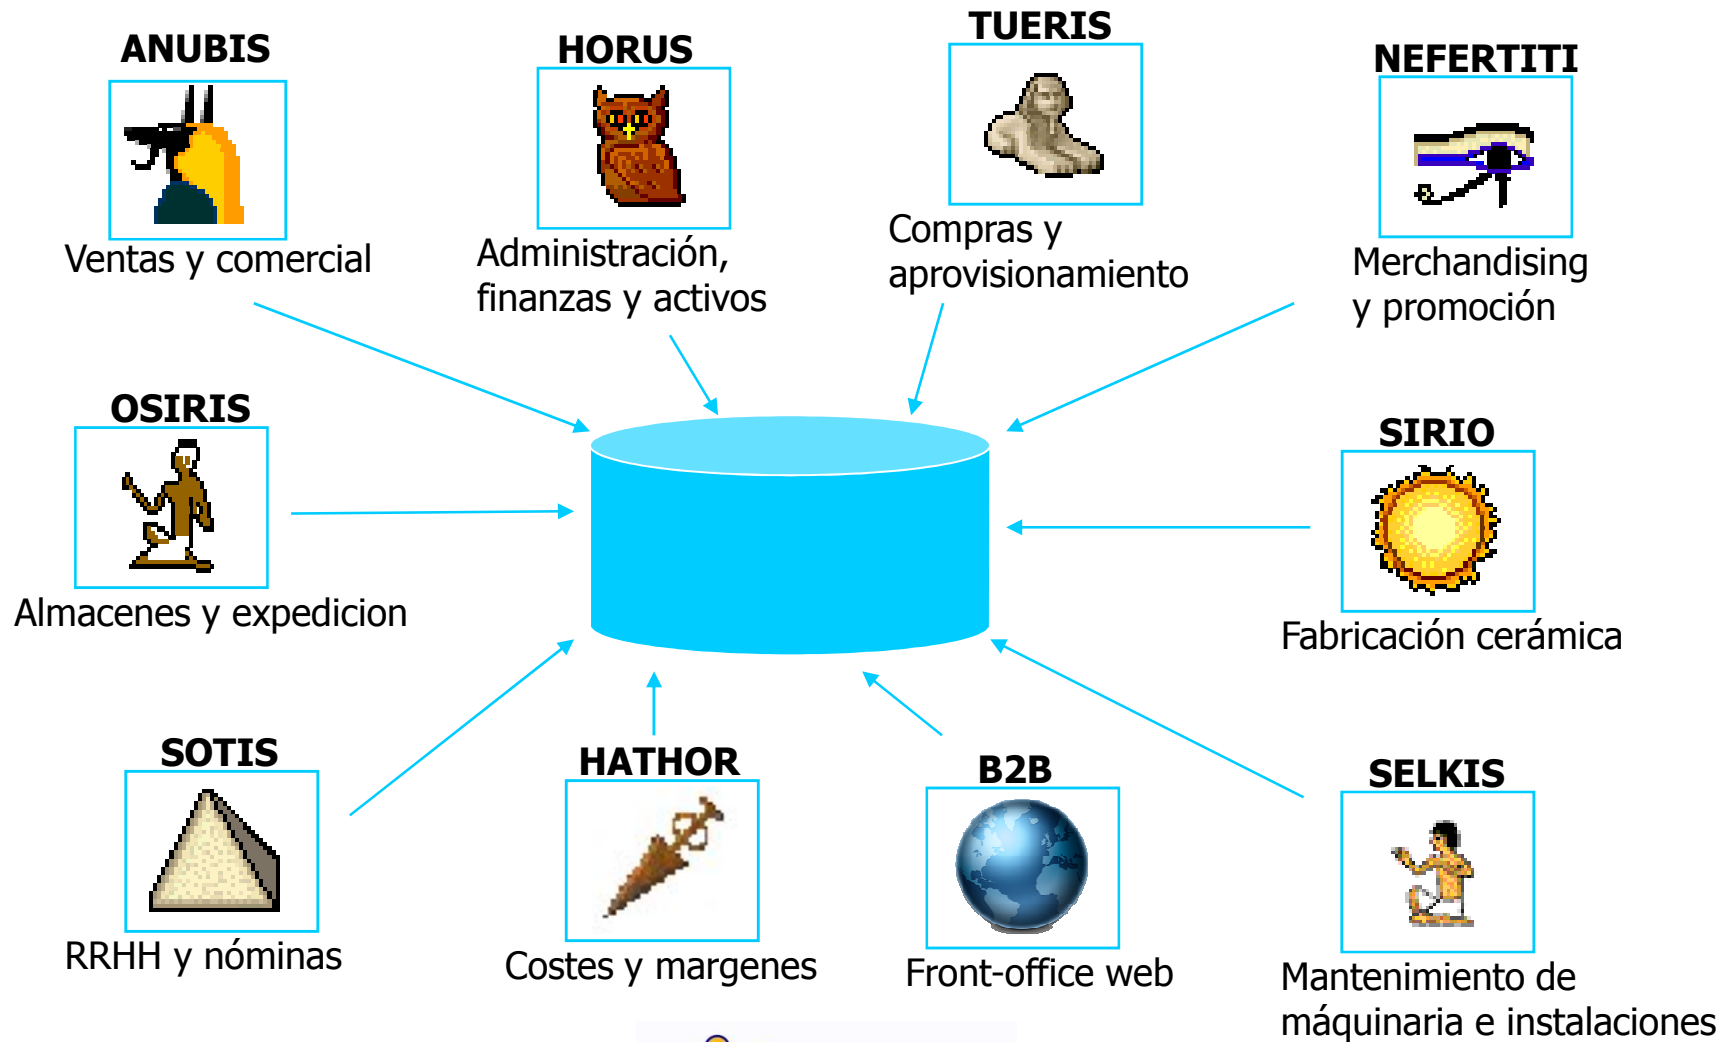 ANUBIS
Ventas y comercial
HORUS
Administración,
finanzas y activos
TUERIS
Compras y
aprovisionamiento
NEFERTITI
Merchandising
y promoción
OSIRIS
Almacenes y expedicion
SIRIO
Fabricación cerámica
SOTIS
RRHH y nóminas
HATHOR
Costes y margenes
B2B
Front-office web
SELKIS
Mantenimiento de
máquinaria e instalaciones